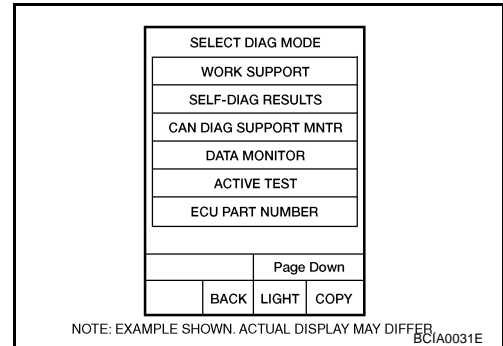 SELECT DIAG MODE
WORK SUPPORT
SELF-DIAG RESULTS
CAN DIAG SUPPORT MNTR
DATA MONITOR
ACTIVE TEST
ECU PART NUMBER
Page Down
BACK LIGHT COPY
NOTE: EXAMPLE SHOWN. ACTUAL DISPLAY MAY DIFFER.
BCIA0031E